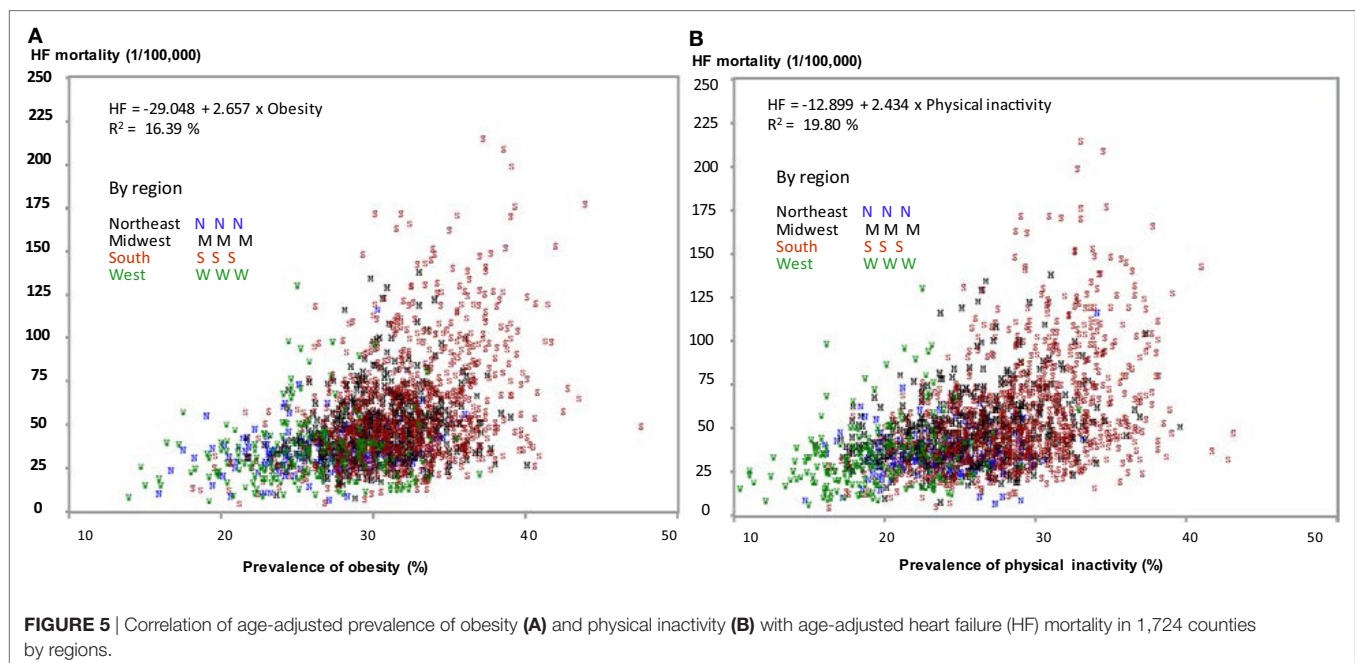 A
HF mortality (1/100,000)
250
225
200
175
150
125
100
75
50
25
0
HF = -29.048 + 2.657 x Obesity
R² = 16.39 %
By region
Northeast N N N
Midwest M M M
South S S S
West W W W
10 20 30 40 50
Prevalence of obesity (%)
B
HF mortality (1/100,000)
250
225
200
175
150
125
100
75
50
25
0
HF = -12.899 + 2.434 x Physical inactivity
R² = 19.80 %
By region
Northeast N N N
Midwest M M M
South S S S
West W W W
10 20 30 40 50
Prevalence of physical inactivity (%)
FIGURE 5 | Correlation of age-adjusted prevalence of obesity (A) and physical inactivity (B) with age-adjusted heart failure (HF) mortality in 1,724 counties
by regions.